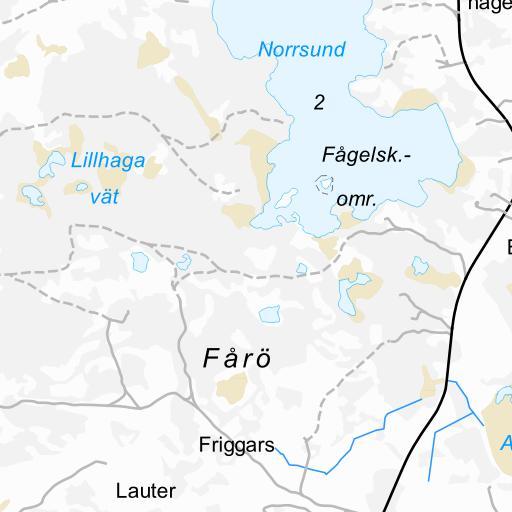 Norrsund
2
Fågelsk.-
omr.
Lillhaga
vät
Fårö
Friggars
Lauter